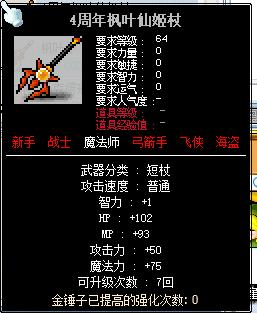 4周年枫叶仙姬杖
要求等级： 64
要求力量： 0
要求敏捷： 0
要求智力： 0
要求运气： 0
要求人气度： -
道具等级： -
道具经验值： -
新手 战士 魔法师 弓箭手 飞侠 海盗
武器分类 : 短杖
攻击速度 : 普通
智力 : +1
HP : +102
MP : +93
攻击力 : +50
魔法力 : +75
可升级次数 : 7回
金锤子已提高的强化次数: 0